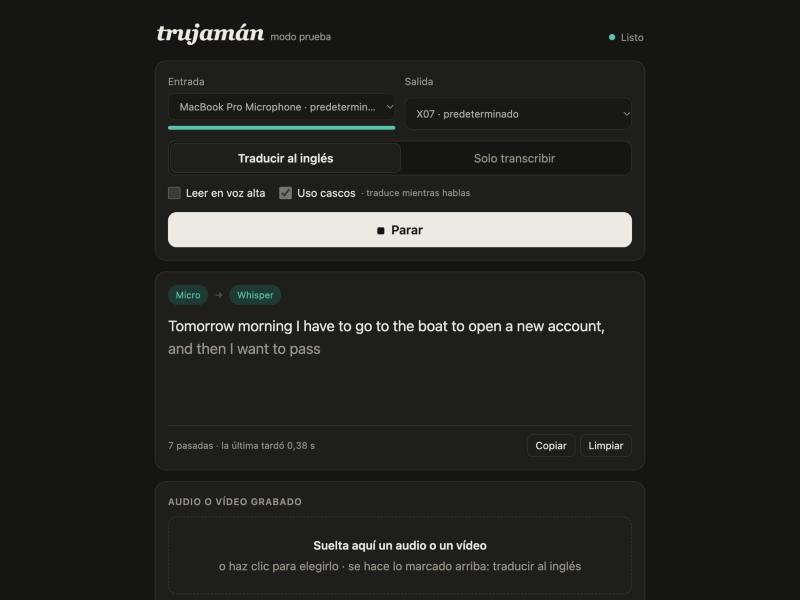 trujamán modo prueba
Listo
Entrada
Salida
MacBook Pro Microphone · predetermin...
X07 · predeterminado
Traducir al inglés
Solo transcribir
Leer en voz alta
Uso cascos · traduce mientras hablas
Parar
Micro → Whisper
Tomorrow morning I have to go to the boat to open a new account,
and then I want to pass
7 pasadas · la última tardó 0,38 s
Copiar
Limpiar
AUDIO O VÍDEO GRABADO
Suelta aquí un audio o un vídeo
o haz clic para elegirlo · se hace lo marcado arriba: traducir al inglés